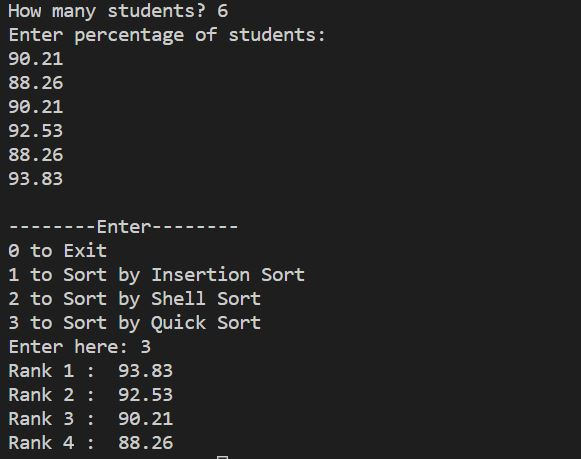 How many students? 6
Enter percentage of students:
90.21
88.26
90.21
92.53
88.26
93.83
--------Enter--------
0 to Exit
1 to Sort by Insertion Sort
2 to Sort by Shell Sort
3 to Sort by Quick Sort
Enter here: 3
Rank 1 :  93.83
Rank 2 :  92.53
Rank 3 :  90.21
Rank 4 :  88.26